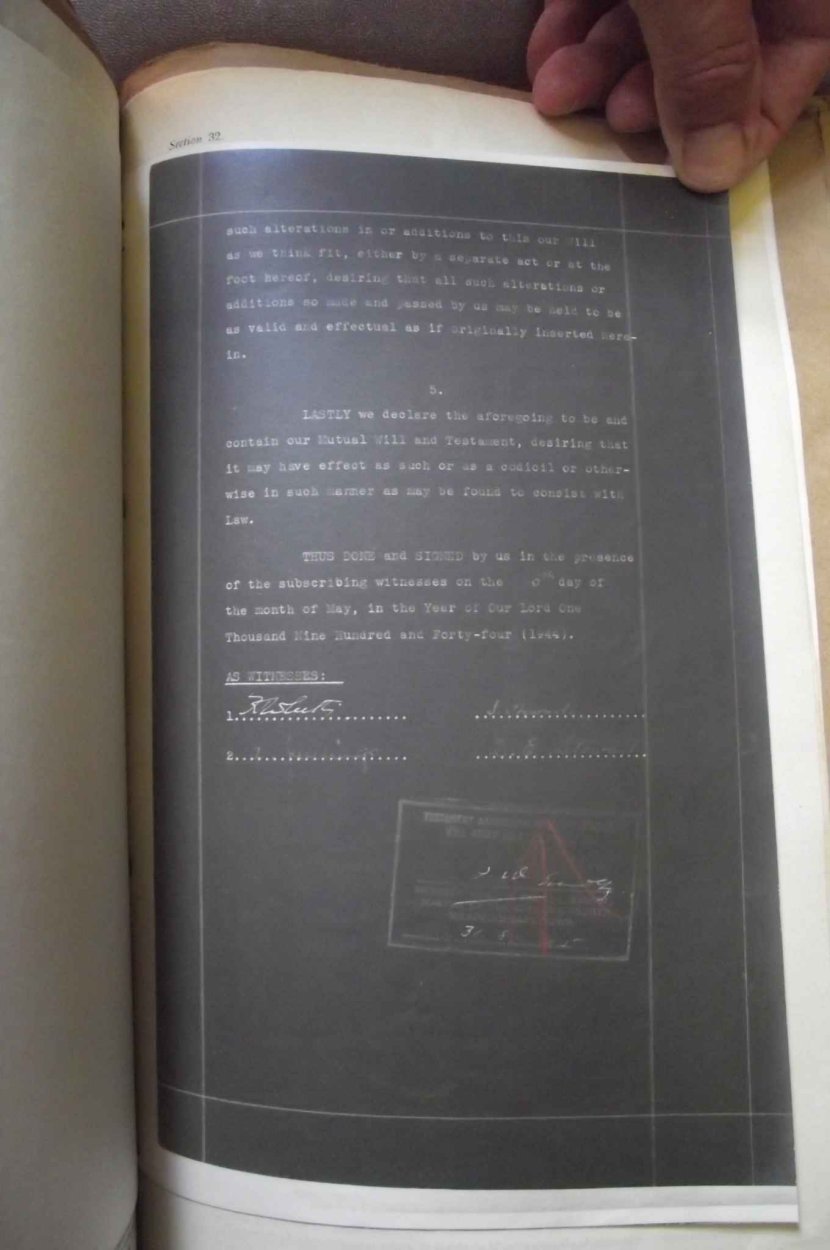 Section 32.
such alterations in or additions to this our Will
as we think fit, either by a separate act or at the
foot hereof, desiring that all such alterations or
additions so made and passed by us may be held to be
as valid and effectual as if originally inserted here-
in.
5.
LASTLY we declare the aforegoing to be and
contain our Mutual Will and Testament, desiring that
it may have effect as such or as a codicil or other-
wise in such manner as may be found to consist with
Law.
THUS DONE and SIGNED by us in the presence
of the subscribing witnesses on the day of
the month of May, in the Year of Our Lord One
Thousand Nine Hundred and Forty-four (1944).
AS WITNESSES:
1.
2.